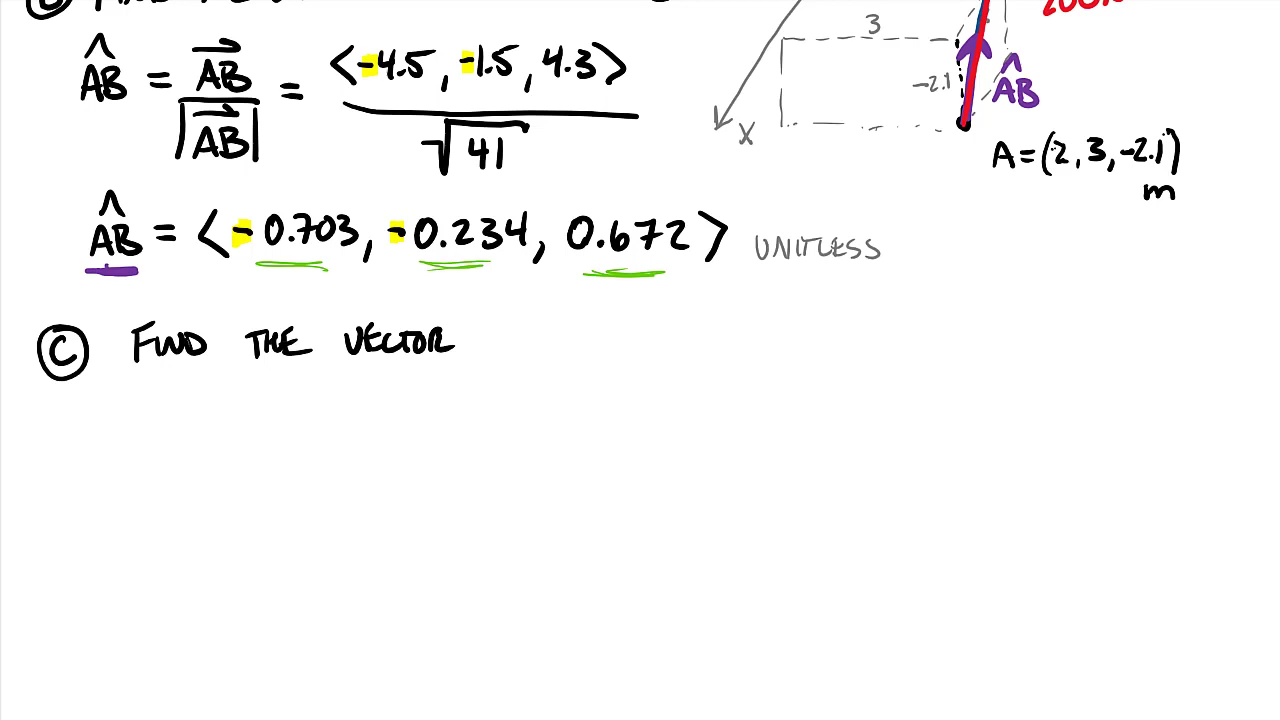 3
-2.1
AB
X
A = (2, 3, -2.1)
m
AB = AB / |AB| = ⟨-4.5, -1.5, 4.3⟩ / √41
AB = ⟨-0.703, -0.234, 0.672⟩ UNITLESS
C FIND THE VECTOR